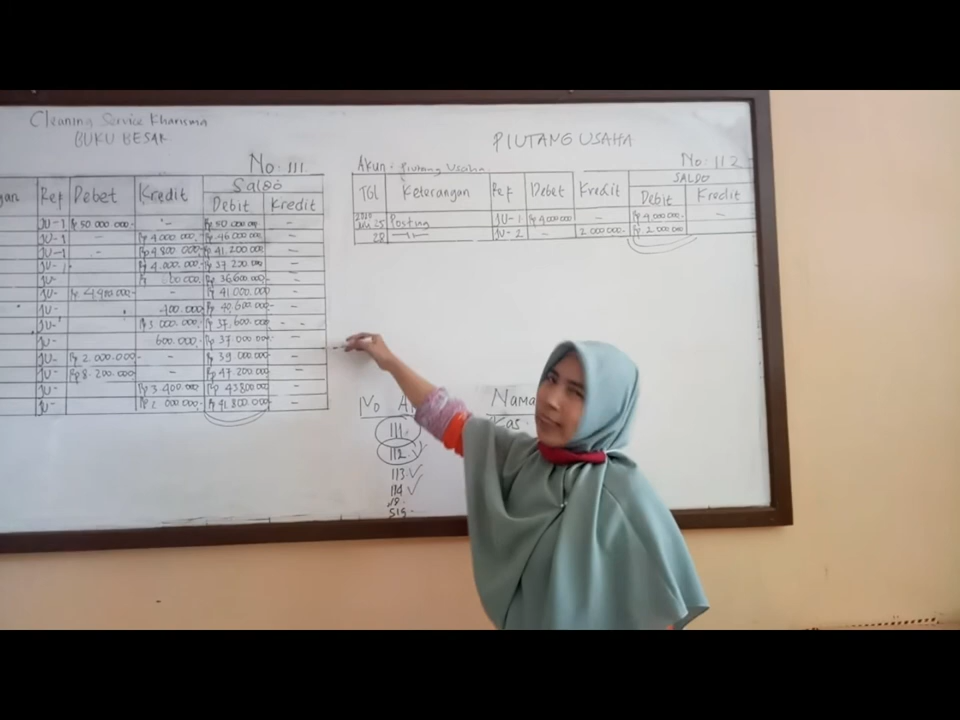 Cleaning Service Kharisma
BUKU BESAR
No. 111
gan Ref Debet Kredit Saldo
Debit Kredit
JU-1 Rp 50 000 000 - Rp 50 000 000 -
JU-1 - Rp 4 000 000,- Rp 46 000 000 -
JU-1 - Rp 4 800 000,- Rp 41.200 000 -
JU- Rp 4.000.000,- Rp 37 200.000 -
JU- Rp 600 000,- Rp 36 600.000,- -
JU- Rp. 4.400.000,- - Rp 41 000.000 -
JU- 400.000 Rp 40.600.000,- -
JU- Rp 3 000.000,- Rp 37.600.000 - -
JU- 600.000,- Rp 37.000 000,- -
JU- Rp 2 000.000,- - Rp 39 000.000 -
JU- Rp 8.200.000 - Rp 47.200.000 -
JU- Rp 3 400.000 Rp 43 800 000 -
JU- Rp 2 000 000 Rp 41.800.000 -
PIUTANG USAHA
Akun : Piutang Usaha No. 112
TGL Keterangan Ref Debet Kredit SALDO
Debit Kredit
25 Posting JU-1 Rp 4,000 000 - Rp 4,000 000,- -
28 JU-2 - 2 000 000,- Rp 2 000 000,-
No A Nama
111. Kas
112.
113.
114